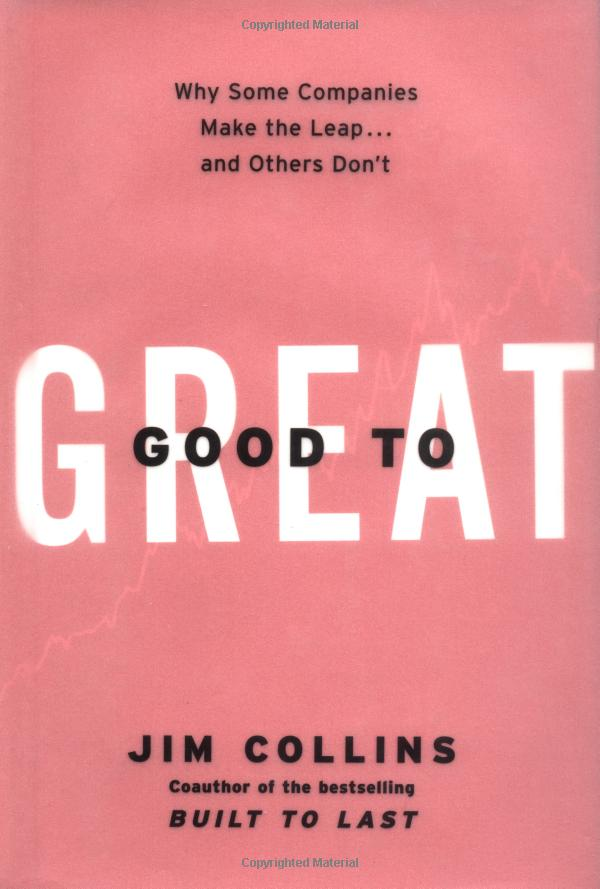 Copyrighted Material
Why Some Companies
Make the Leap...
and Others Don't
GOOD TO
GREAT
JIM COLLINS
Coauthor of the bestselling
BUILT TO LAST
Copyrighted Material